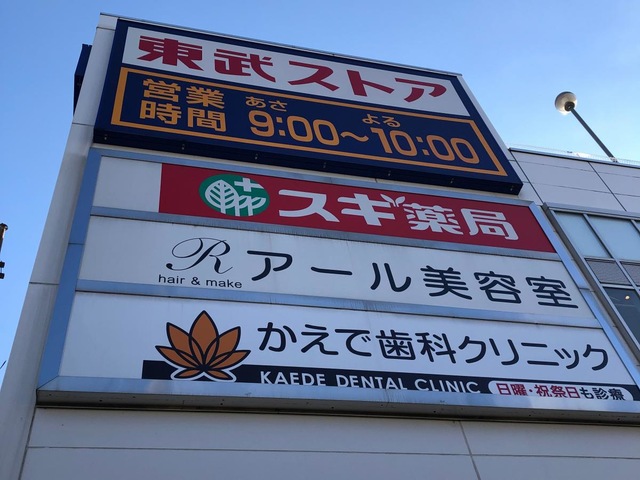 東武ストア
営業時間 あさ9:00〜よる10:00
スギ薬局
R アール美容室
hair & make
かえで歯科クリニック
KAEDE DENTAL CLINIC 日曜・祝祭日も診療